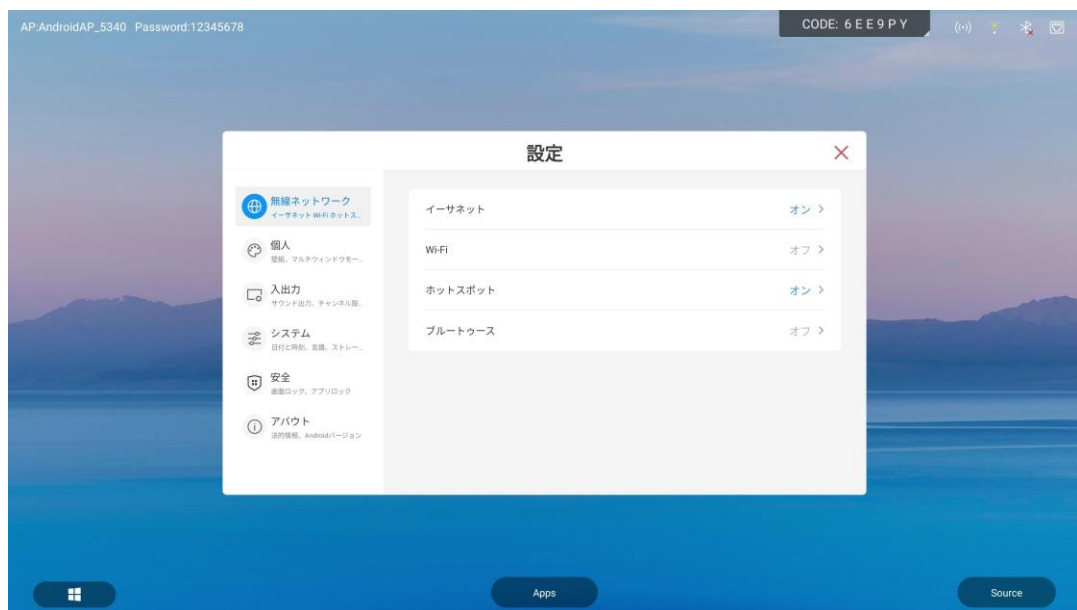 AP:AndroidAP_5340 Password:12345678
CODE: 6 E E 9 P Y
設定
無線ネットワーク
イーサネット Wi-Fi ホットス...
個人
壁紙、マルチウィンドウモー...
入出力
サウンド出力、チャンネル設...
システム
日付と時刻、言語、ストレー...
安全
画面ロック、アプリロック
アバウト
法的情報、Androidバージョン
イーサネット オン
Wi-Fi オフ
ホットスポット オン
ブルートゥース オフ
Apps
Source